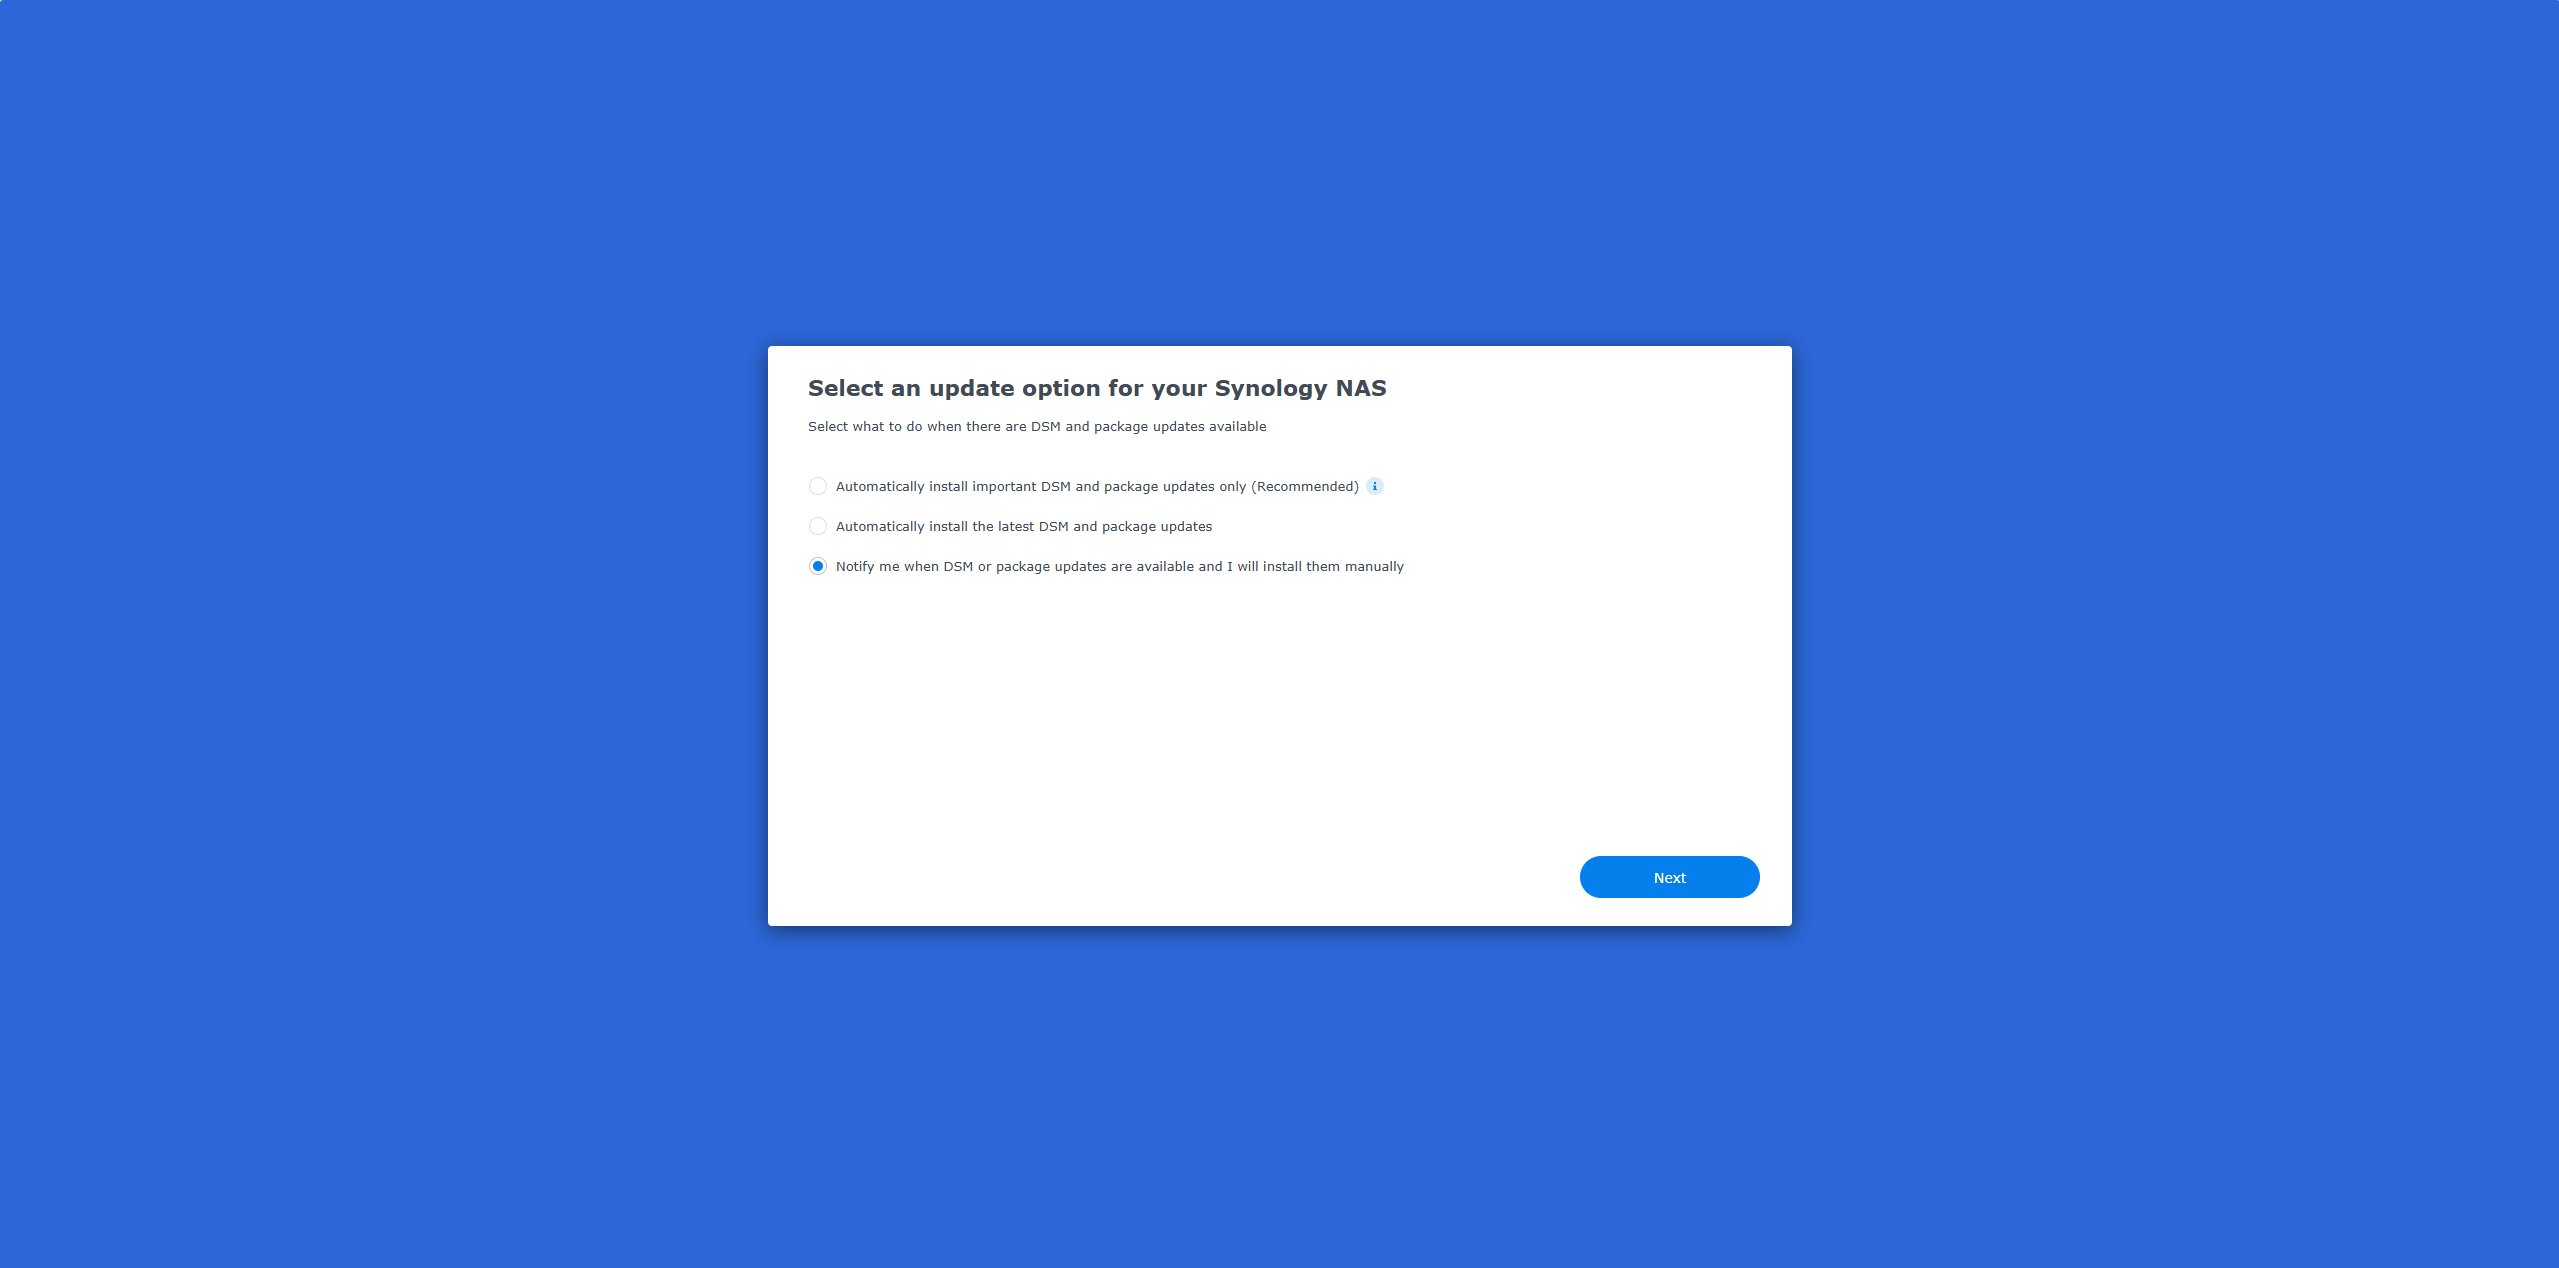 Select an update option for your Synology NAS
Select what to do when there are DSM and package updates available
Automatically install important DSM and package updates only (Recommended) i
Automatically install the latest DSM and package updates
Notify me when DSM or package updates are available and I will install them manually
Next